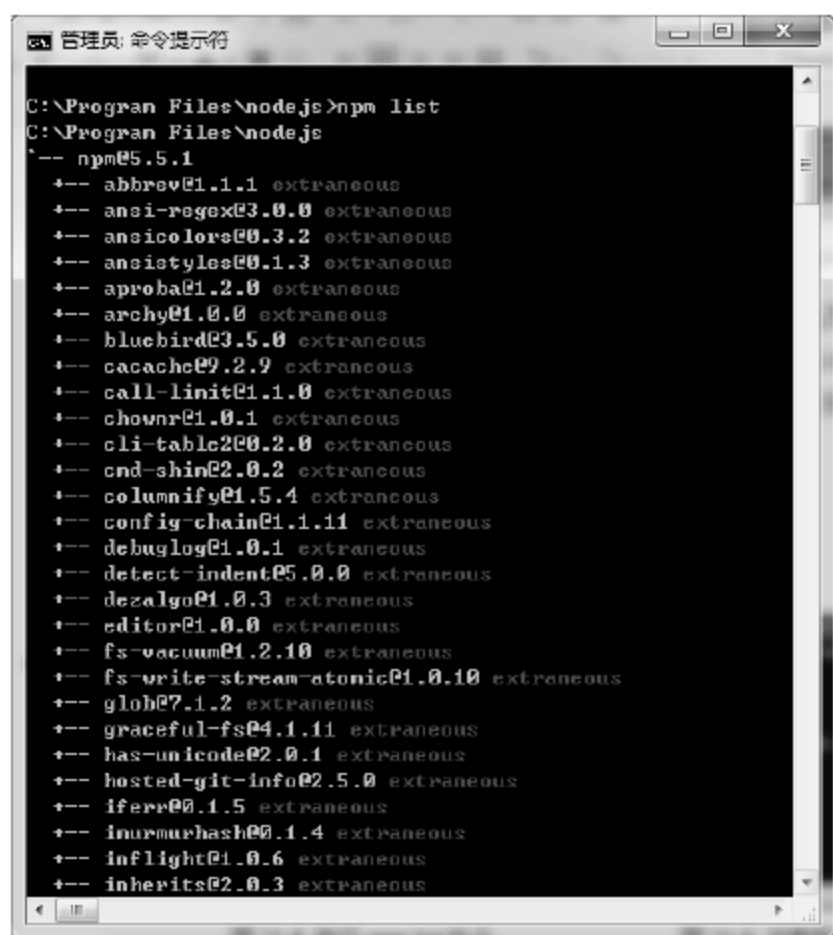 管理员: 命令提示符
C:\Program Files\nodejs>npm list
C:\Program Files\nodejs
`-- npm@5.5.1
+-- abbrev@1.1.1 extraneous
+-- ansi-regex@3.0.0 extraneous
+-- ansicolors@0.3.2 extraneous
+-- ansistyles@0.1.3 extraneous
+-- aproba@1.2.0 extraneous
+-- archy@1.0.0 extraneous
+-- bluebird@3.5.0 extraneous
+-- cacache@9.2.9 extraneous
+-- call-limit@1.1.0 extraneous
+-- chownr@1.0.1 extraneous
+-- cli-table2@0.2.0 extraneous
+-- cmd-shim@2.0.2 extraneous
+-- columnify@1.5.4 extraneous
+-- config-chain@1.1.11 extraneous
+-- debuglog@1.0.1 extraneous
+-- detect-indent@5.0.0 extraneous
+-- dezalgo@1.0.3 extraneous
+-- editor@1.0.0 extraneous
+-- fs-vacuum@1.2.10 extraneous
+-- fs-write-stream-atomic@1.0.10 extraneous
+-- glob@7.1.2 extraneous
+-- graceful-fs@4.1.11 extraneous
+-- has-unicode@2.0.1 extraneous
+-- hosted-git-info@2.5.0 extraneous
+-- iferr@0.1.5 extraneous
+-- imurmurhash@0.1.4 extraneous
+-- inflight@1.0.6 extraneous
+-- inherits@2.0.3 extraneous